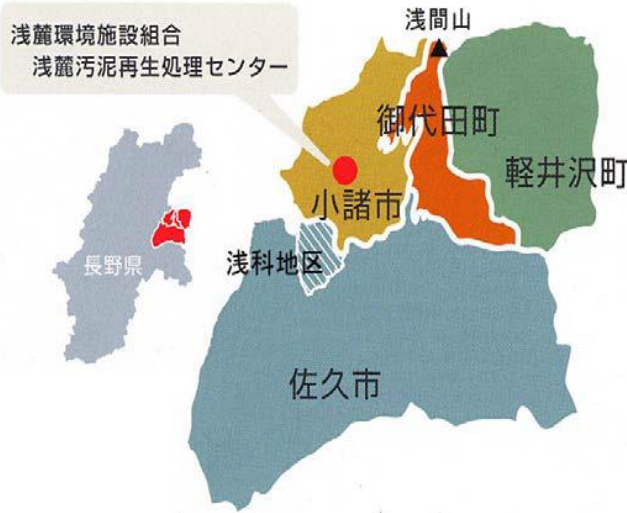 浅麓環境施設組合
浅麓汚泥再生処理センター
浅間山
御代田町
軽井沢町
小諸市
浅科地区
長野県
佐久市